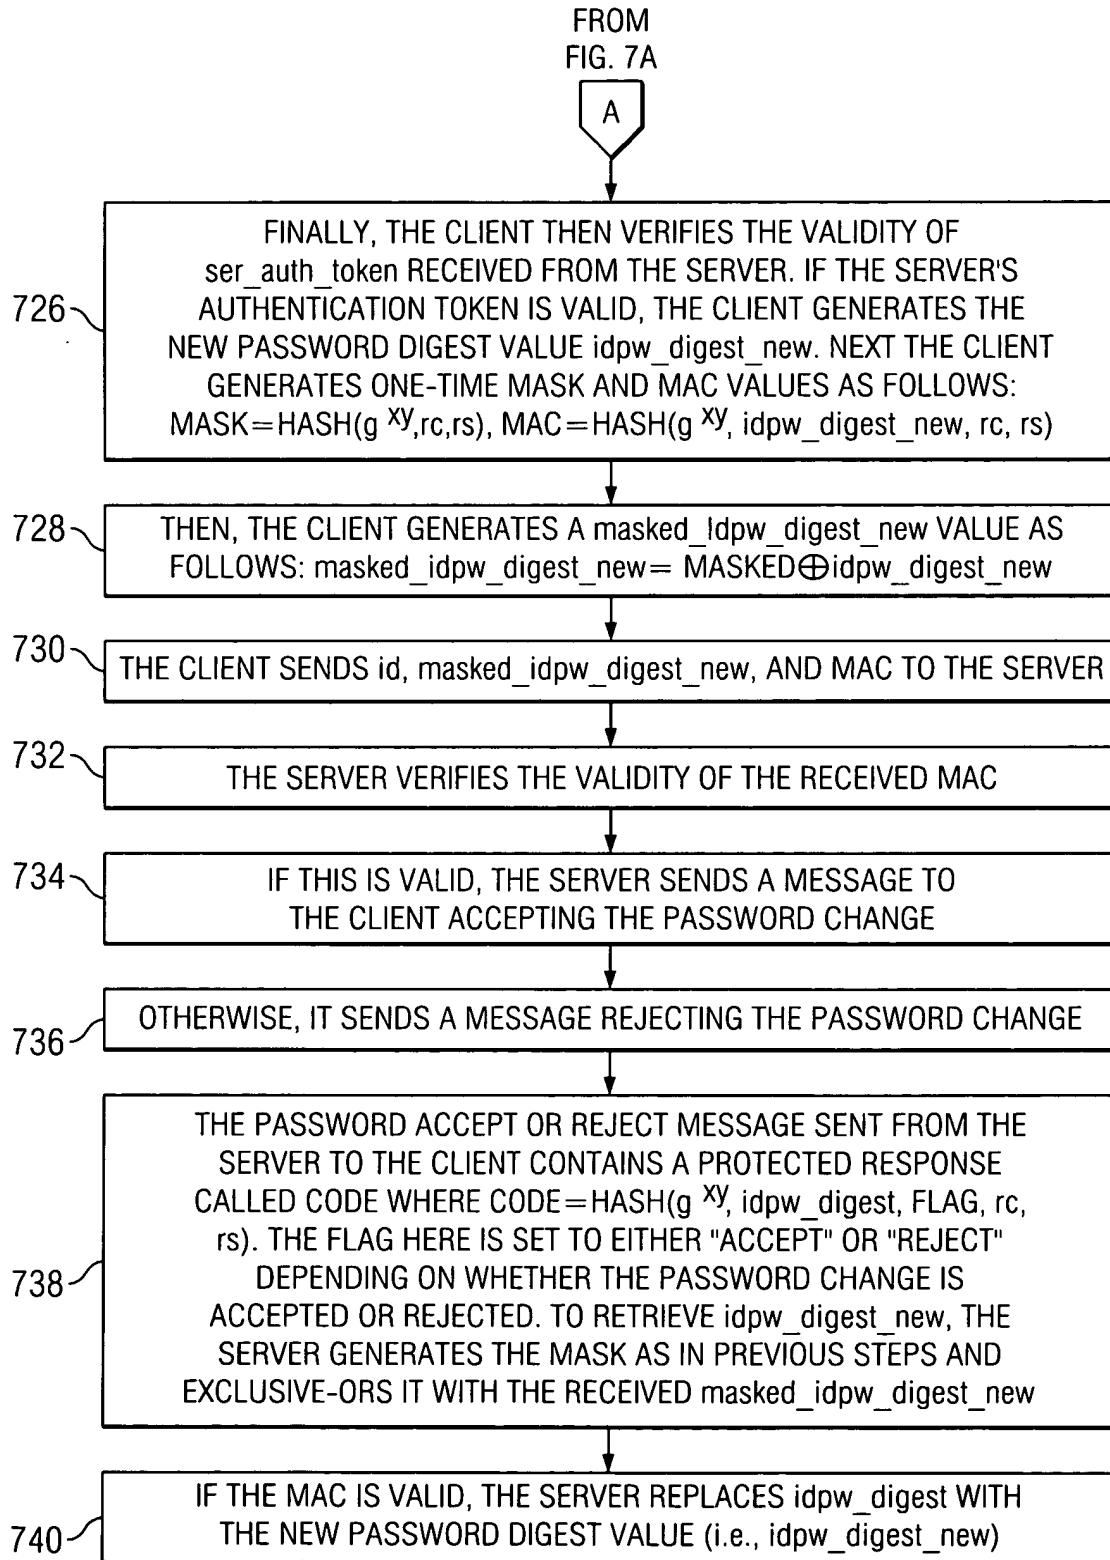 FROM
FIG. 7A
A
726
FINALLY, THE CLIENT THEN VERIFIES THE VALIDITY OF
ser_auth_token RECEIVED FROM THE SERVER. IF THE SERVER'S
AUTHENTICATION TOKEN IS VALID, THE CLIENT GENERATES THE
NEW PASSWORD DIGEST VALUE idpw_digest_new. NEXT THE CLIENT
GENERATES ONE-TIME MASK AND MAC VALUES AS FOLLOWS:
MASK=HASH(g xy,rc,rs), MAC=HASH(g xy, idpw_digest_new, rc, rs)
728
THEN, THE CLIENT GENERATES A masked_Idpw_digest_new VALUE AS
FOLLOWS: masked_idpw_digest_new= MASKED⊕idpw_digest_new
730
THE CLIENT SENDS id, masked_idpw_digest_new, AND MAC TO THE SERVER
732
THE SERVER VERIFIES THE VALIDITY OF THE RECEIVED MAC
734
IF THIS IS VALID, THE SERVER SENDS A MESSAGE TO
THE CLIENT ACCEPTING THE PASSWORD CHANGE
736
OTHERWISE, IT SENDS A MESSAGE REJECTING THE PASSWORD CHANGE
738
THE PASSWORD ACCEPT OR REJECT MESSAGE SENT FROM THE
SERVER TO THE CLIENT CONTAINS A PROTECTED RESPONSE
CALLED CODE WHERE CODE=HASH(g xy, idpw_digest, FLAG, rc,
rs). THE FLAG HERE IS SET TO EITHER "ACCEPT" OR "REJECT"
DEPENDING ON WHETHER THE PASSWORD CHANGE IS
ACCEPTED OR REJECTED. TO RETRIEVE idpw_digest_new, THE
SERVER GENERATES THE MASK AS IN PREVIOUS STEPS AND
EXCLUSIVE-ORS IT WITH THE RECEIVED masked_idpw_digest_new
740
IF THE MAC IS VALID, THE SERVER REPLACES idpw_digest WITH
THE NEW PASSWORD DIGEST VALUE (i.e., idpw_digest_new)